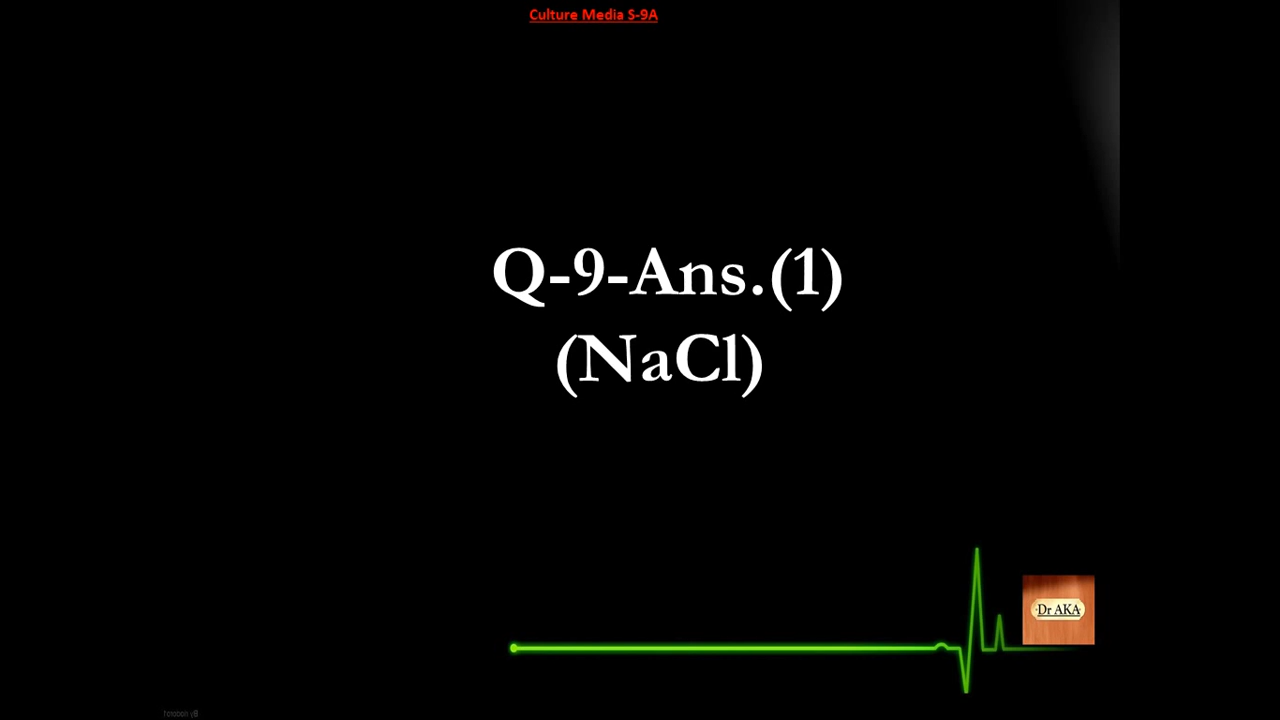 Culture Media S-9A
Q-9-Ans.(1)
(NaCl)
Dr AKA